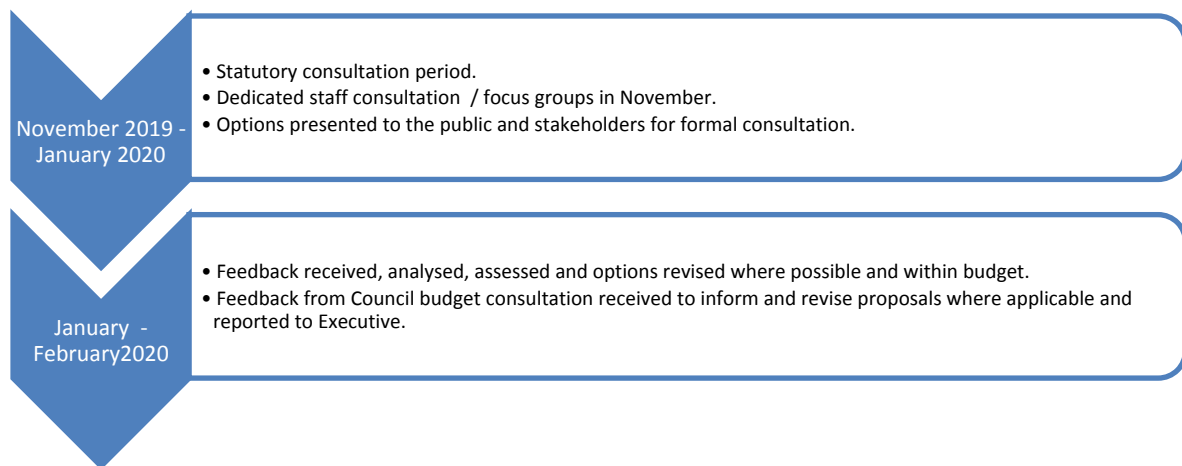 November 2019 -
January 2020
• Statutory consultation period.
• Dedicated staff consultation / focus groups in November.
• Options presented to the public and stakeholders for formal consultation.
January -
February2020
• Feedback received, analysed, assessed and options revised where possible and within budget.
• Feedback from Council budget consultation received to inform and revise proposals where applicable and
reported to Executive.